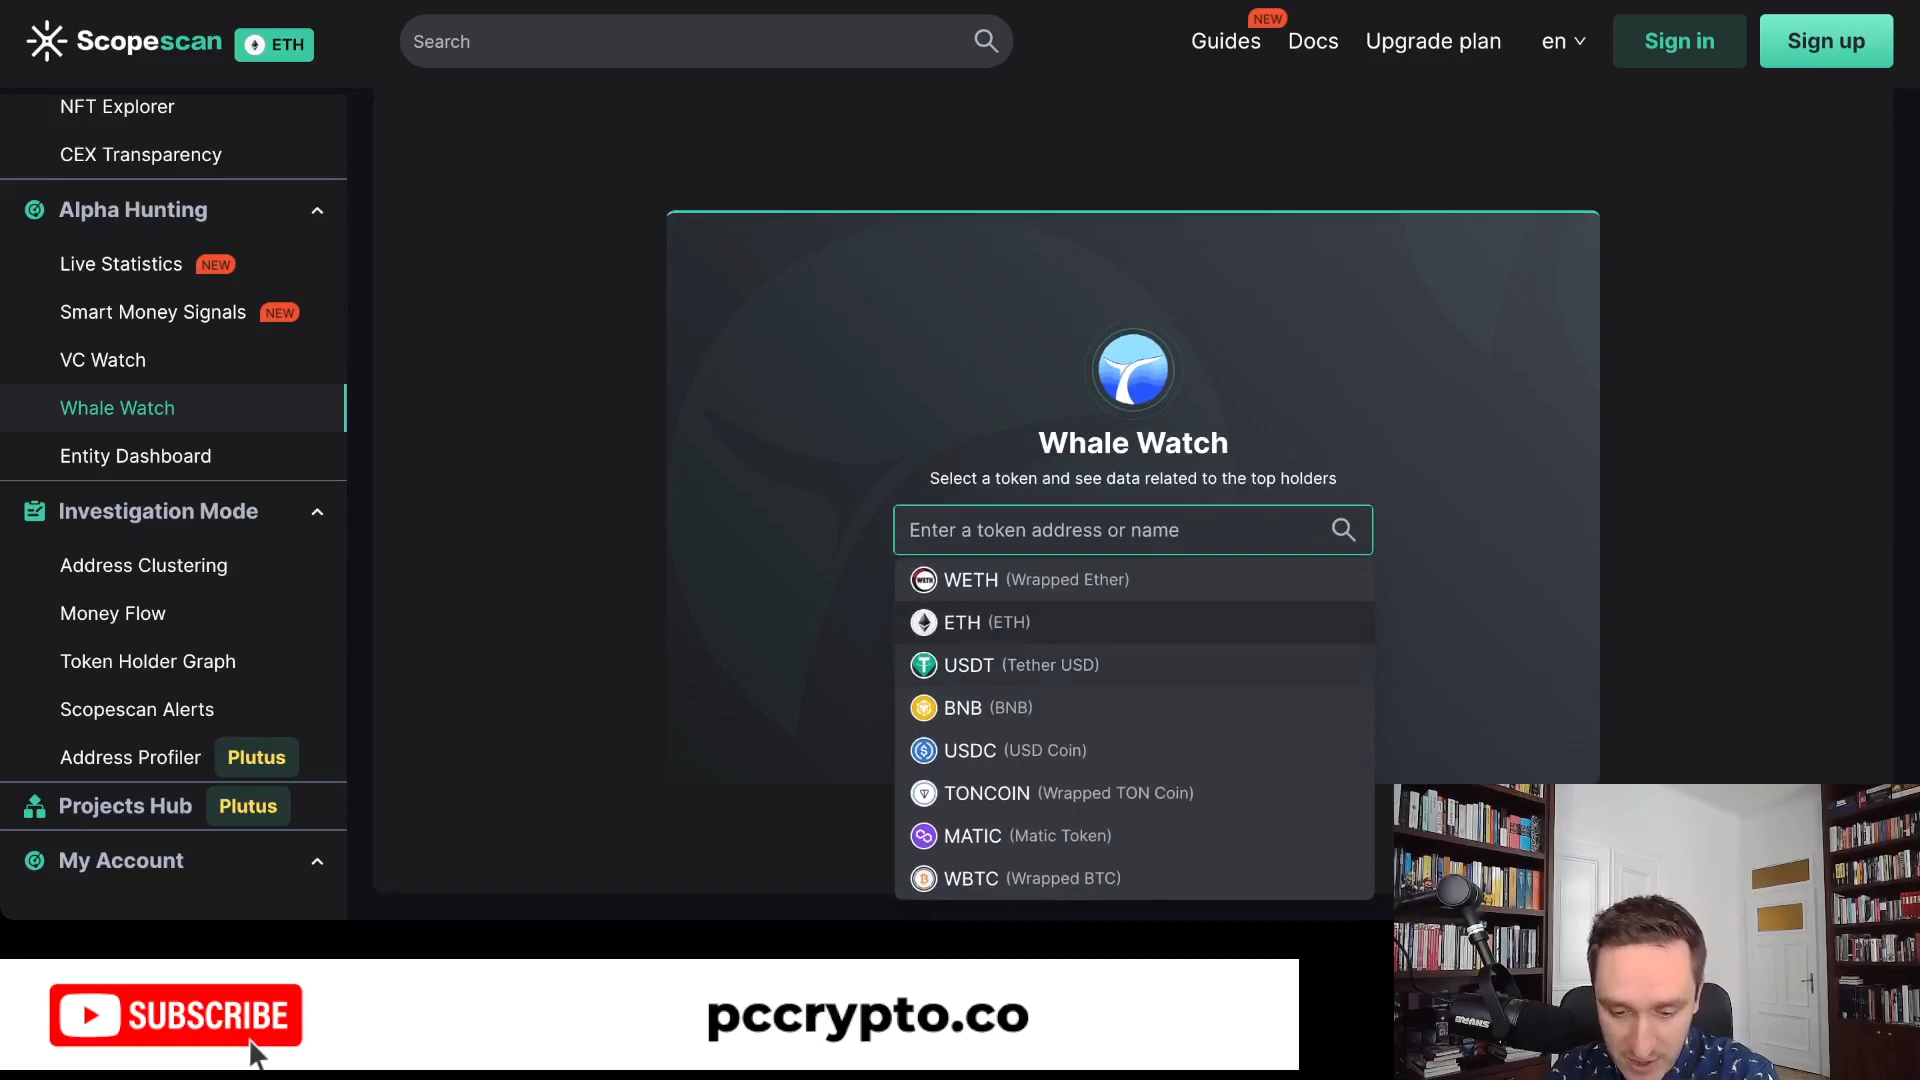 Scopescan
ETH
Search
Guides
NEW
Docs
Upgrade plan
en
Sign in
Sign up
NFT Explorer
CEX Transparency
Alpha Hunting
Live Statistics NEW
Smart Money Signals NEW
VC Watch
Whale Watch
Entity Dashboard
Investigation Mode
Address Clustering
Money Flow
Token Holder Graph
Scopescan Alerts
Address Profiler Plutus
Projects Hub Plutus
My Account
Whale Watch
Select a token and see data related to the top holders
Enter a token address or name
WETH (Wrapped Ether)
ETH (ETH)
USDT (Tether USD)
BNB (BNB)
USDC (USD Coin)
TONCOIN (Wrapped TON Coin)
MATIC (Matic Token)
WBTC (Wrapped BTC)
SUBSCRIBE
pccrypto.co
SHURE